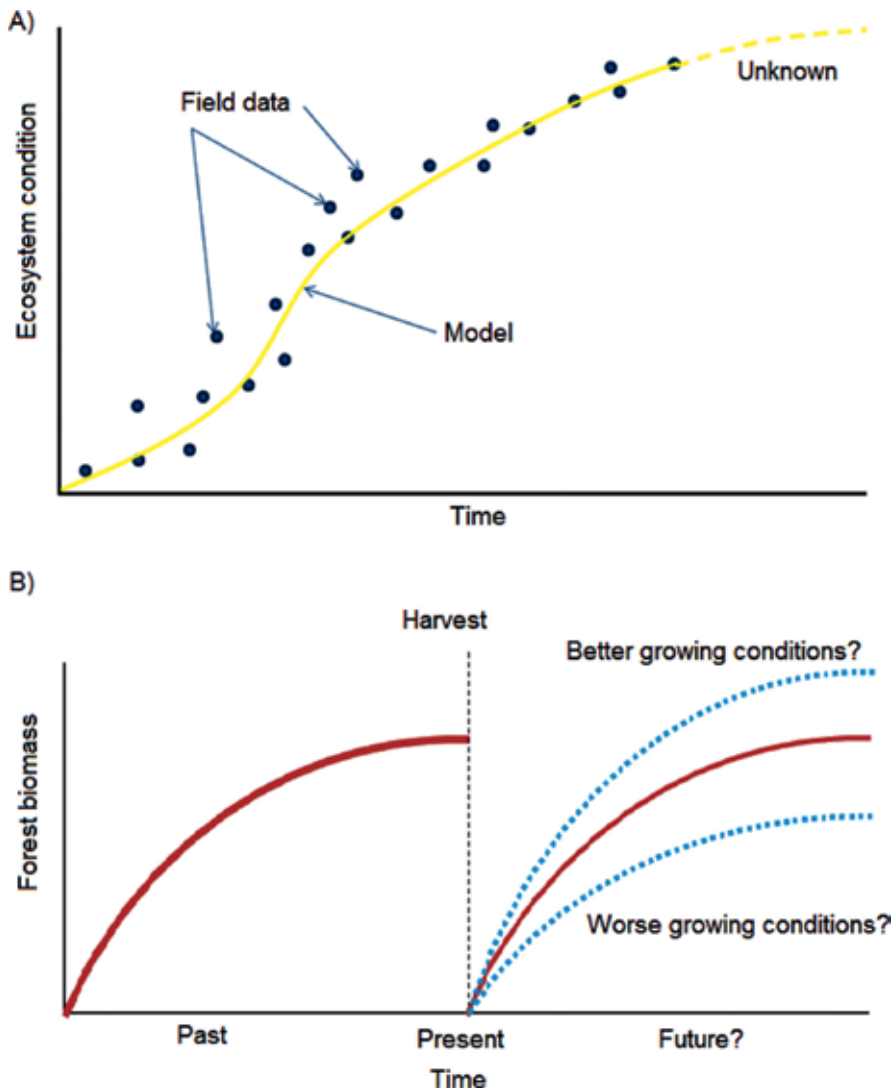 A)
Ecosystem condition
Field data
Unknown
Model
Time
B)
Harvest
Forest biomass
Better growing conditions?
Worse growing conditions?
Past
Present
Future?
Time